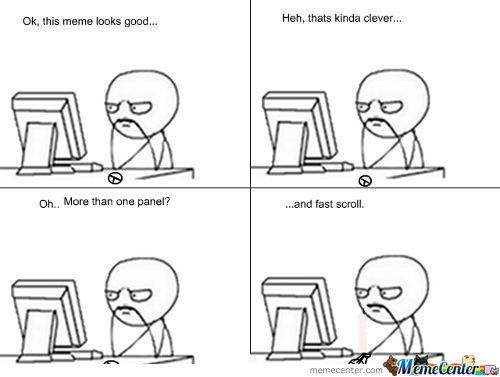 Ok, this meme looks good...
Heh, thats kinda clever...
Oh.. More than one panel?
...and fast scroll.
memecenter.com MemeCenter